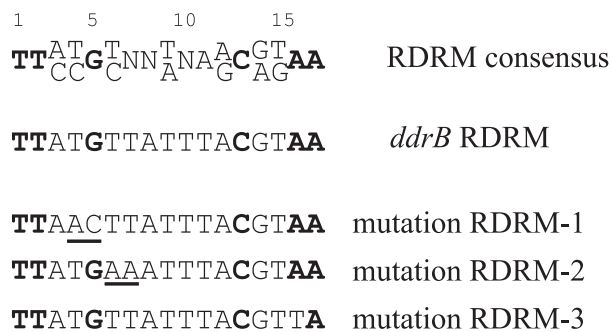 1 5 10 15
AT T T A GT
TT G NN NA C AA RDRM consensus
CC C A G AG
TTATGTTATTTACGTAA ddrB RDRM
TTAACTTATTTACGTAA mutation RDRM-1
TTATGAAATTTACGTAA mutation RDRM-2
TTATGTTATTTACGTTA mutation RDRM-3